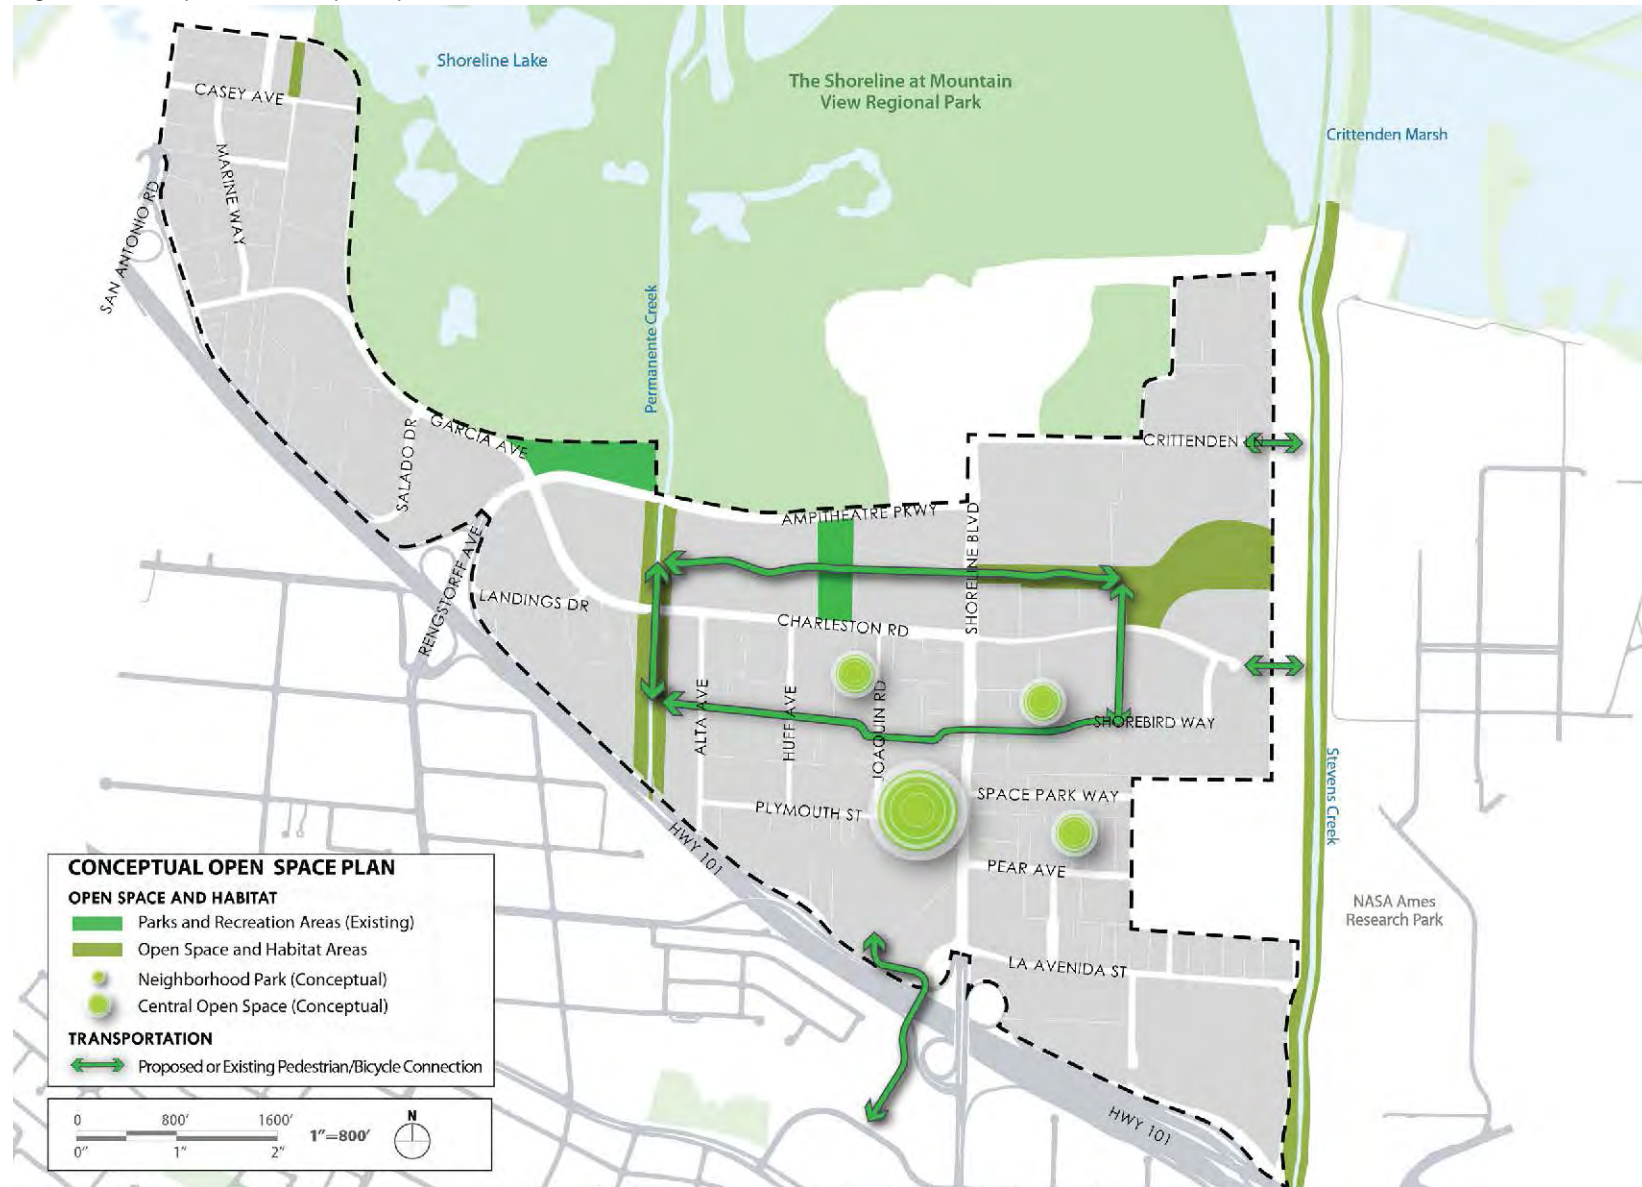 Shoreline Lake
The Shoreline at Mountain
View Regional Park
Crittenden Marsh
CASEY AVE
MARINE WAY
SAN ANTONIO RD
Permanente Creek
GARCIA AVE
SALADO DR
CRITTENDEN LN
AMPITHEATRE PKWY
SHORELINE BLVD
RENGSTORFF AVE
LANDINGS DR
CHARLESTON RD
ALTA AVE
HUFF AVE
JOAQUIN RD
SHOREBIRD WAY
PLYMOUTH ST
SPACE PARK WAY
Stevens Creek
HWY 101
PEAR AVE
NASA Ames
Research Park
LA AVENIDA ST
HWY 101
CONCEPTUAL OPEN SPACE PLAN
OPEN SPACE AND HABITAT
Parks and Recreation Areas (Existing)
Open Space and Habitat Areas
Neighborhood Park (Conceptual)
Central Open Space (Conceptual)
TRANSPORTATION
Proposed or Existing Pedestrian/Bicycle Connection
0 800' 1600'
1"=800'
0" 1" 2"
N